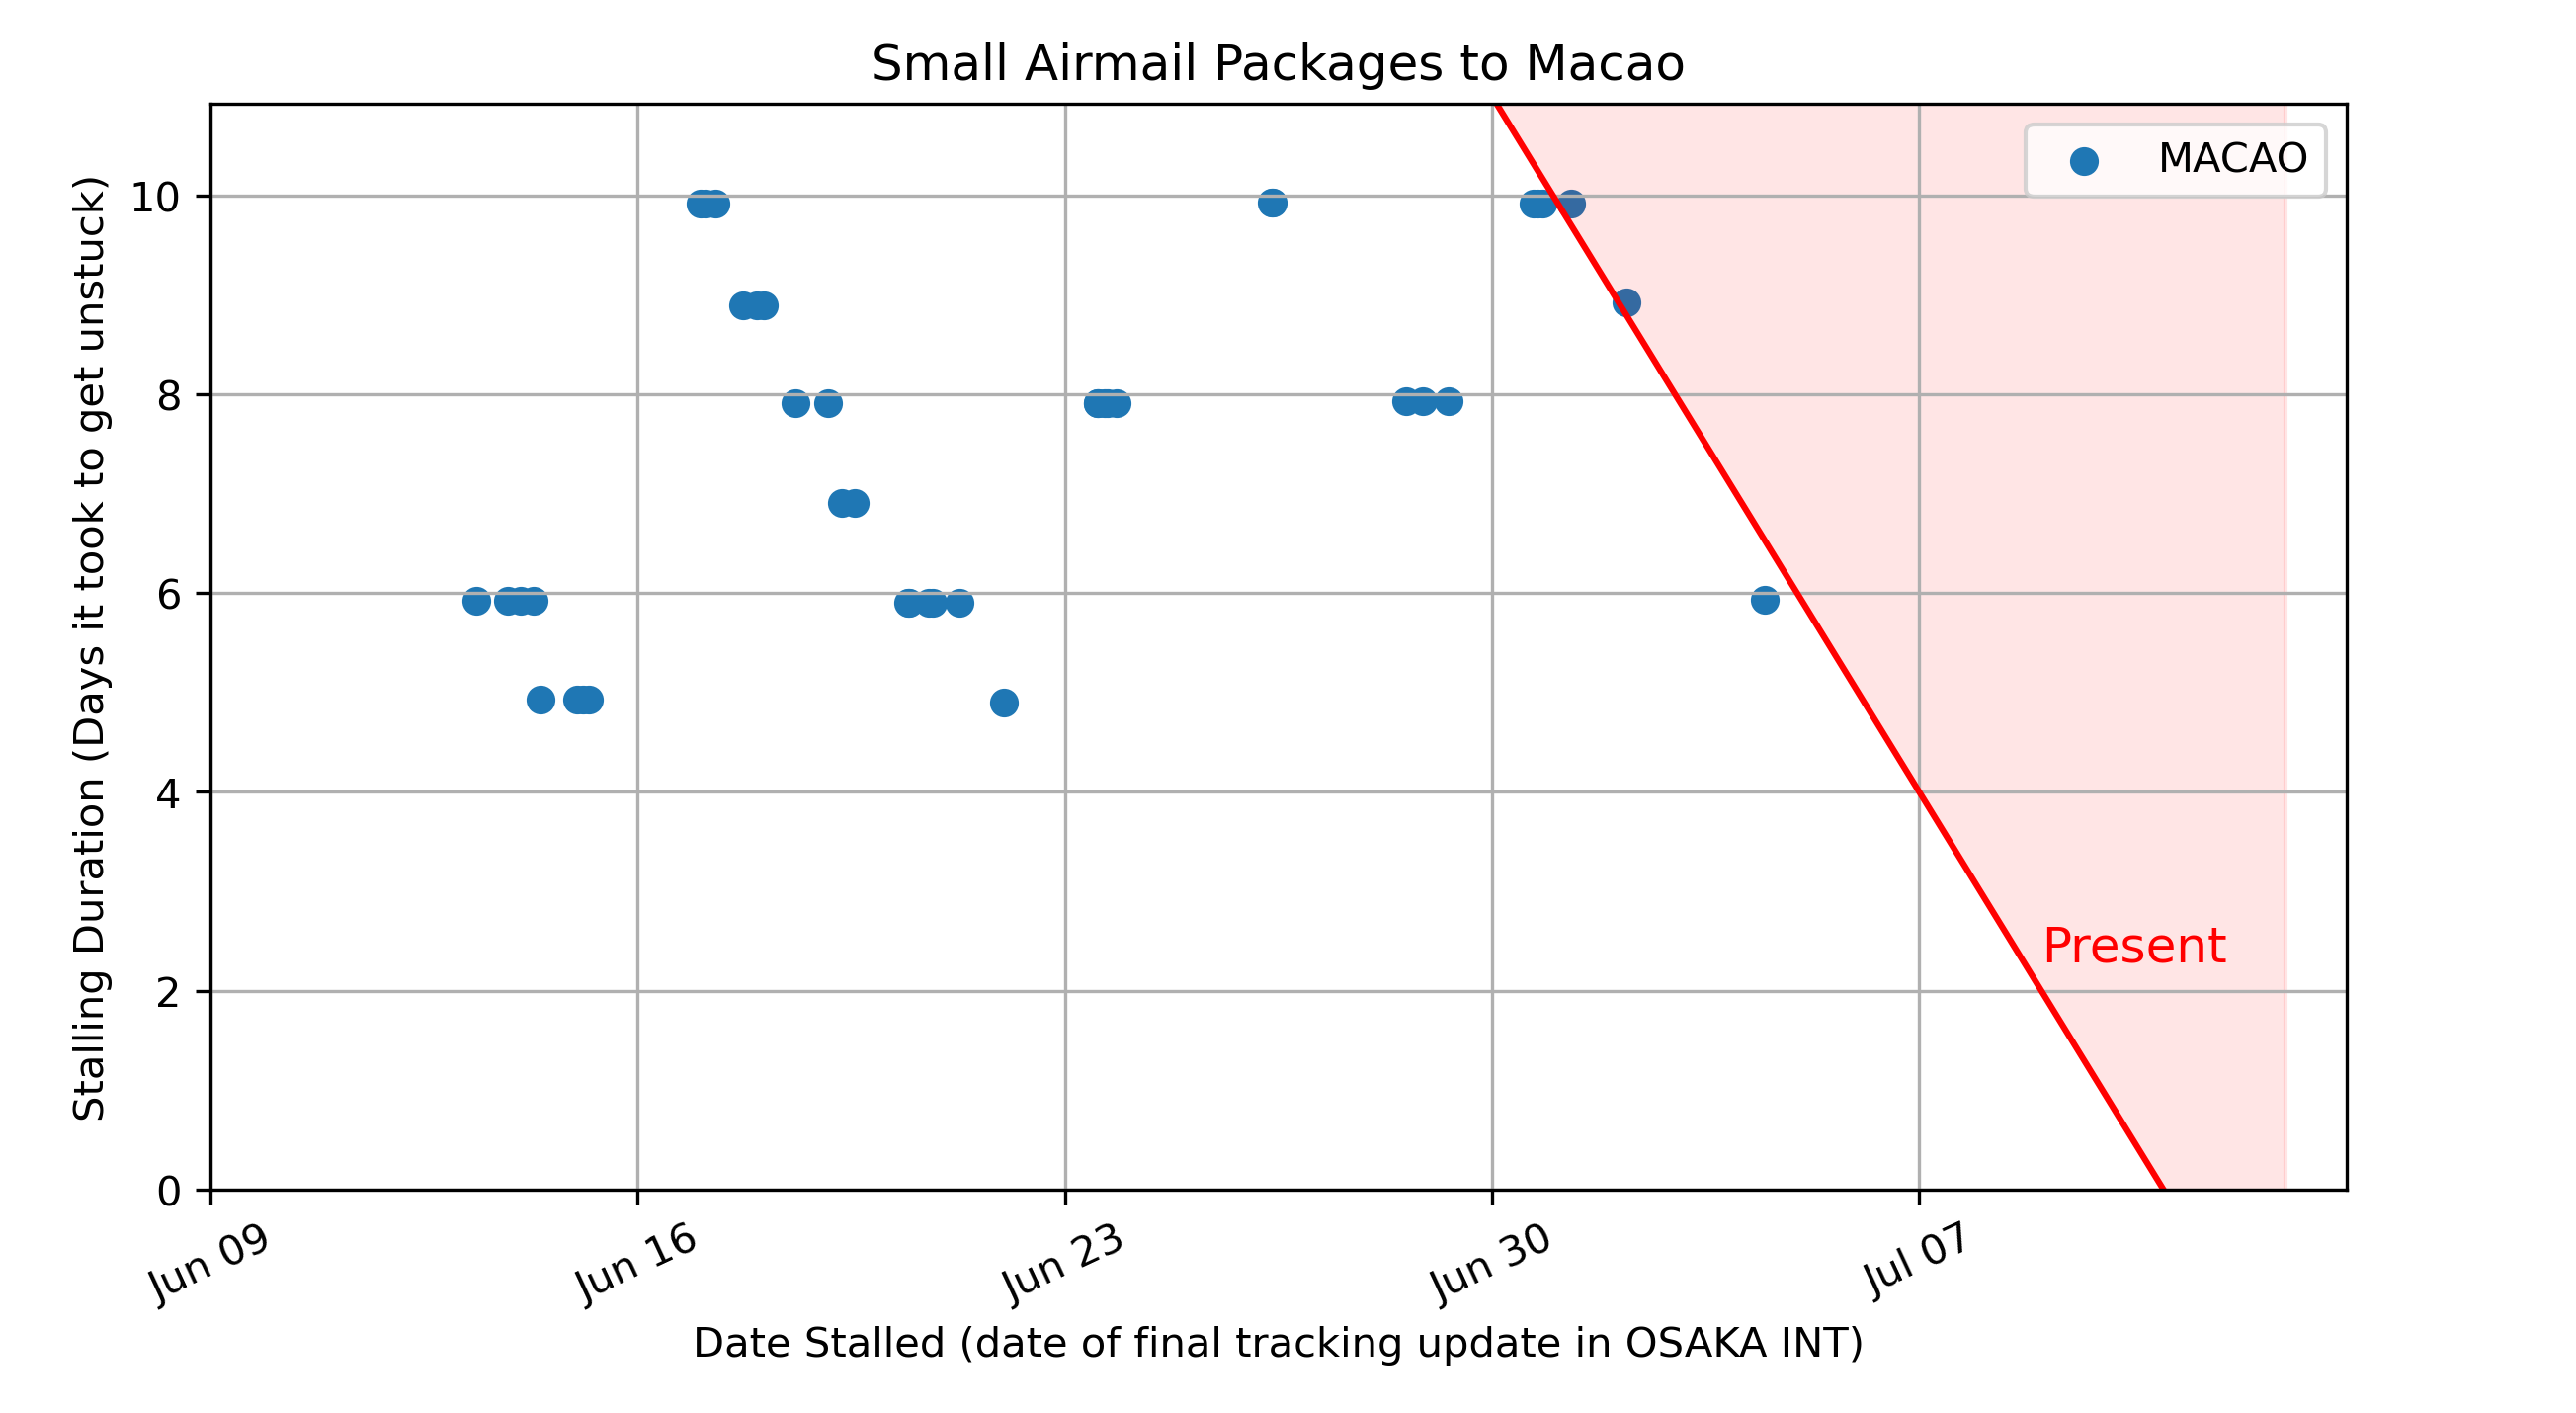 Small Airmail Packages to Macao
Stalling Duration (Days it took to get unstuck)
10
8
6
4
2
0
MACAO
Present
Jun 09
Jun 16
Jun 23
Jun 30
Jul 07
Date Stalled (date of final tracking update in OSAKA INT)